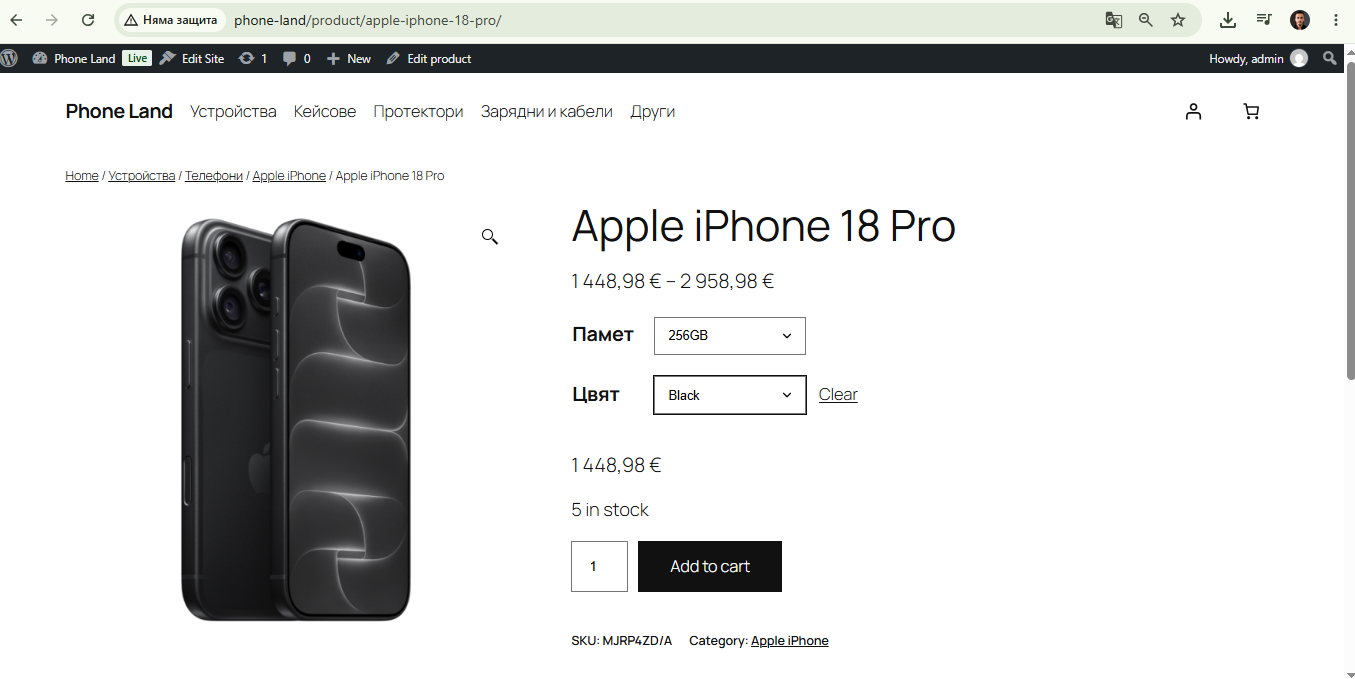 Няма защита phone-land/product/apple-iphone-18-pro/
Phone Land Live Edit Site 1 0 New Edit product Howdy, admin
Phone Land Устройства Кейсове Протектори Зарядни и кабели Други
Home / Устройства / Телефони / Apple iPhone / Apple iPhone 18 Pro
Apple iPhone 18 Pro
1 448,98 € – 2 958,98 €
Памет 256GB
Цвят Black Clear
1 448,98 €
5 in stock
1 Add to cart
SKU: MJRP4ZD/A Category: Apple iPhone